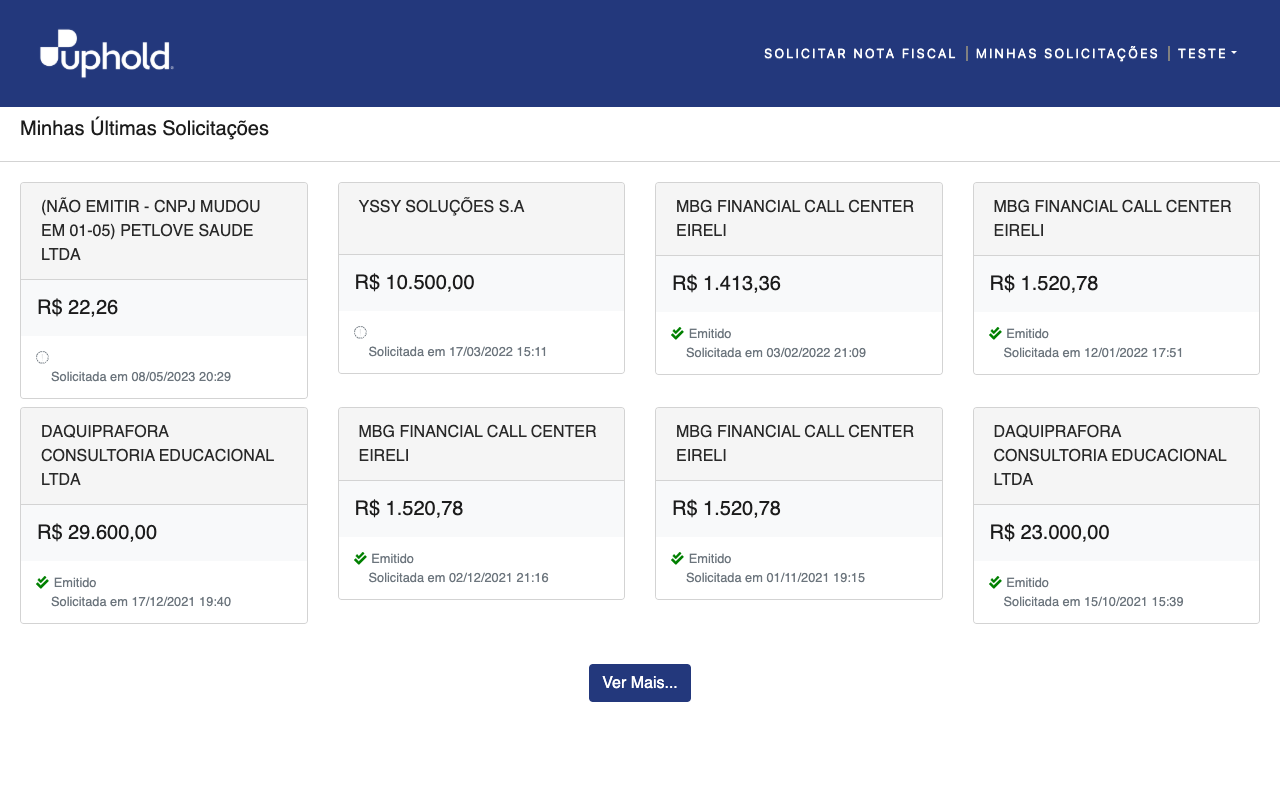 uphold
SOLICITAR NOTA FISCAL | MINHAS SOLICITAÇÕES | TESTE
Minhas Últimas Solicitações
(NÃO EMITIR - CNPJ MUDOU
EM 01-05) PETLOVE SAUDE
LTDA
R$ 22,26
Solicitada em 08/05/2023 20:29
YSSY SOLUÇÕES S.A
R$ 10.500,00
Solicitada em 17/03/2022 15:11
MBG FINANCIAL CALL CENTER
EIRELI
R$ 1.413,36
Emitido
Solicitada em 03/02/2022 21:09
MBG FINANCIAL CALL CENTER
EIRELI
R$ 1.520,78
Emitido
Solicitada em 12/01/2022 17:51
DAQUIPRAFORA
CONSULTORIA EDUCACIONAL
LTDA
R$ 29.600,00
Emitido
Solicitada em 17/12/2021 19:40
MBG FINANCIAL CALL CENTER
EIRELI
R$ 1.520,78
Emitido
Solicitada em 02/12/2021 21:16
MBG FINANCIAL CALL CENTER
EIRELI
R$ 1.520,78
Emitido
Solicitada em 01/11/2021 19:15
DAQUIPRAFORA
CONSULTORIA EDUCACIONAL
LTDA
R$ 23.000,00
Emitido
Solicitada em 15/10/2021 15:39
Ver Mais...